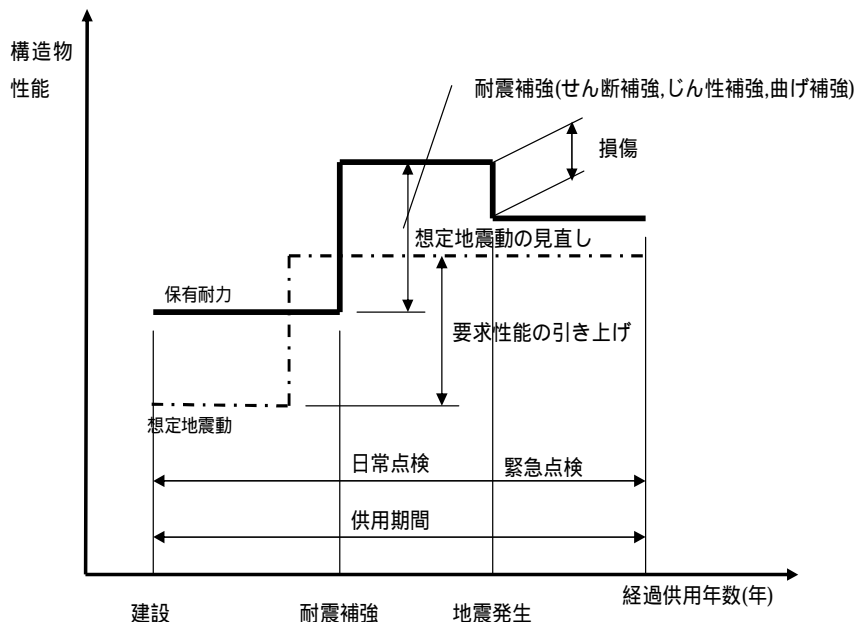 構造物
性能
耐震補強(せん断補強,じん性補強,曲げ補強)
損傷
想定地震動の見直し
保有耐力
要求性能の引き上げ
想定地震動
日常点検
緊急点検
供用期間
経過供用年数(年)
建設
耐震補強
地震発生